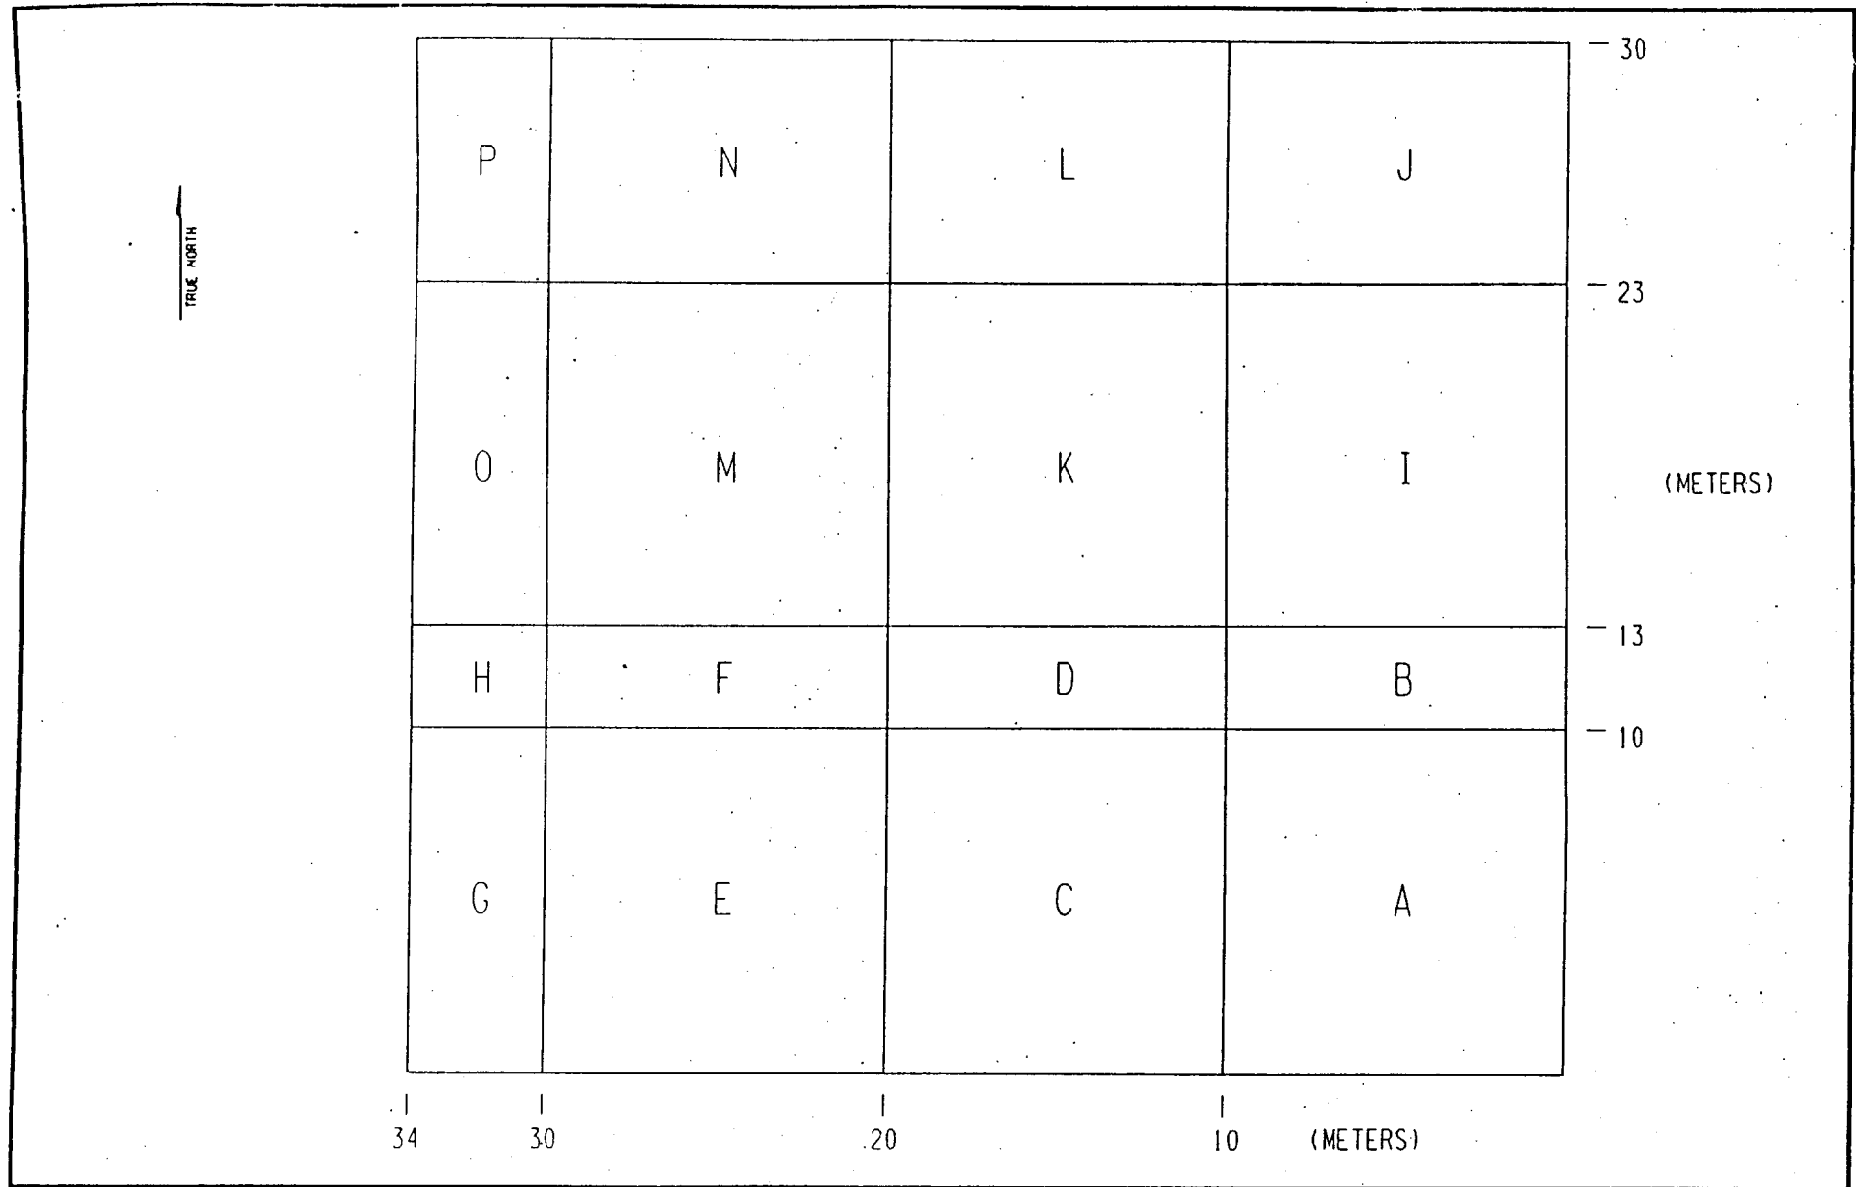 30
P N L J
TRUE NORTH
23
O M K I
(METERS)
13
H F D B
10
G E C A
34 30 20 10 (METERS)